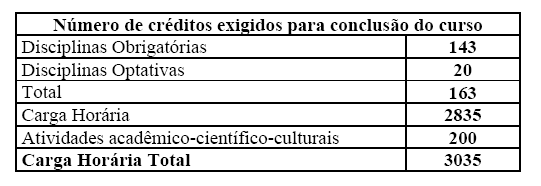 Número de créditos exigidos para conclusão do curso
Disciplinas Obrigatórias 143
Disciplinas Optativas 20
Total 163
Carga Horária 2835
Atividades acadêmico-científico-culturais 200
Carga Horária Total 3035